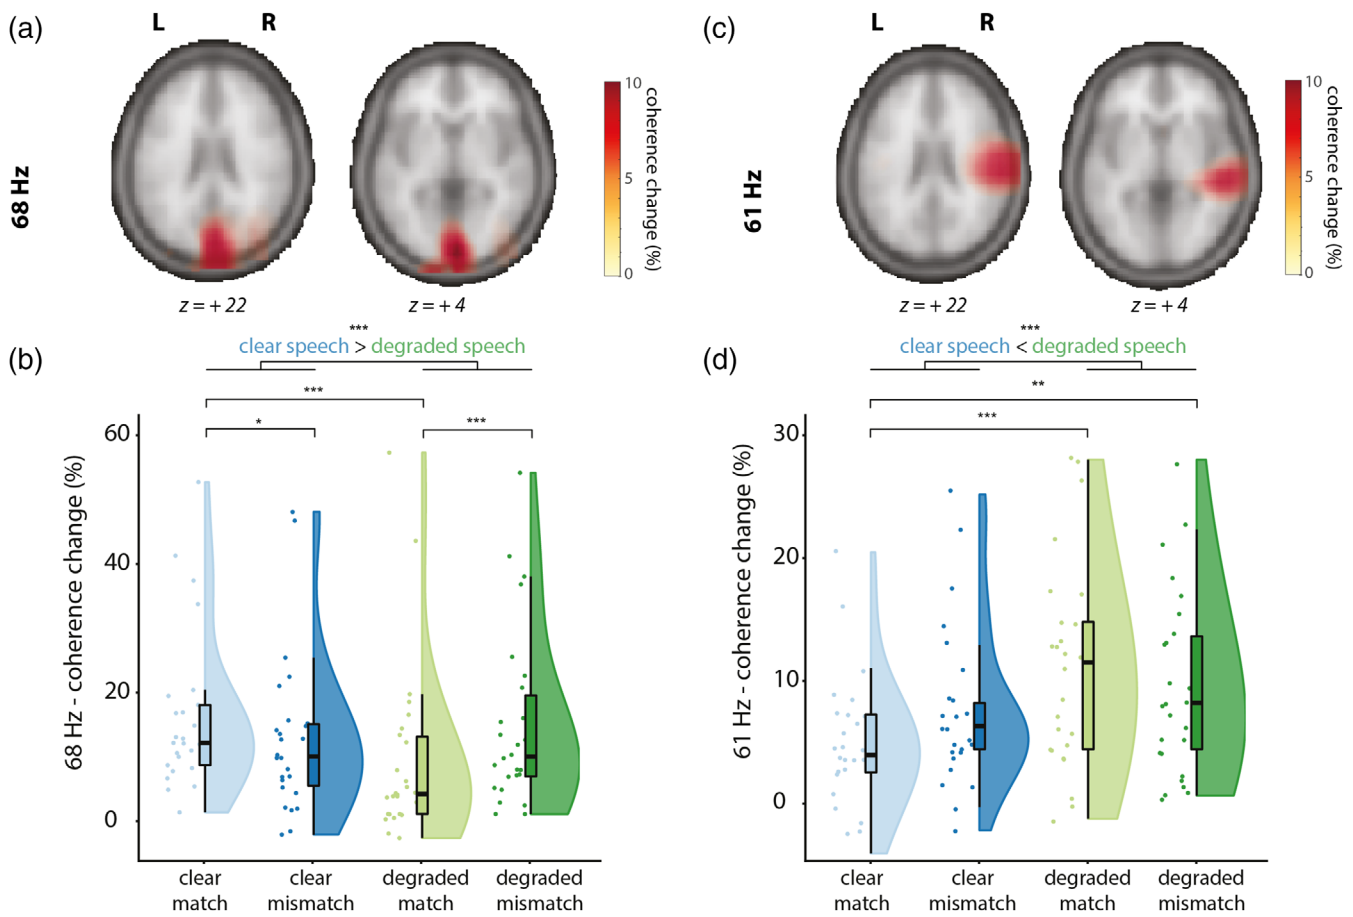 (a)
L R
68 Hz
10
5
0
coherence change (%)
z = + 22
z = + 4
(c)
L R
61 Hz
10
5
0
coherence change (%)
z = + 22
z = + 4
(b)
***
clear speech > degraded speech
***
*
***
68 Hz - coherence change (%)
60
40
20
0
clear
match
clear
mismatch
degraded
match
degraded
mismatch
(d)
***
clear speech < degraded speech
**
***
61 Hz - coherence change (%)
30
20
10
0
clear
match
clear
mismatch
degraded
match
degraded
mismatch